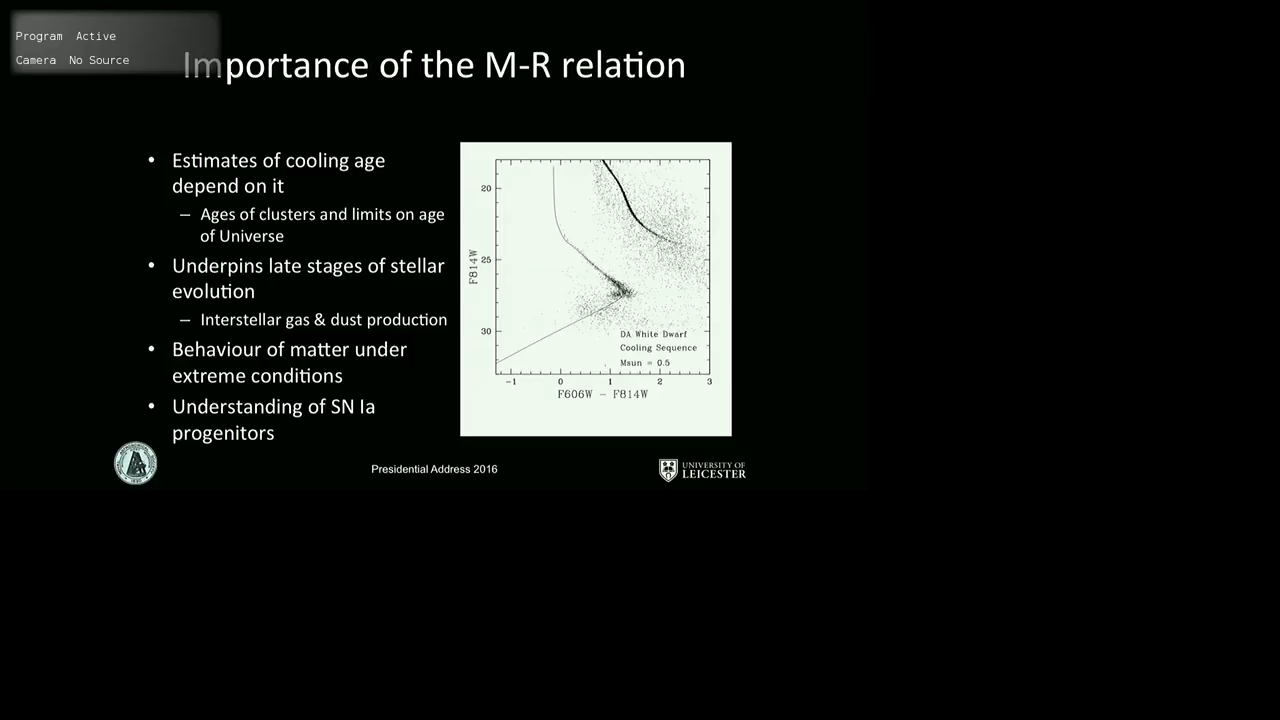 Program Active
Camera No Source
Importance of the M-R relation
• Estimates of cooling age
depend on it
– Ages of clusters and limits on age
of Universe
• Underpins late stages of stellar
evolution
– Interstellar gas & dust production
• Behaviour of matter under
extreme conditions
• Understanding of SN Ia
progenitors
F814W
20
25
30
DA White Dwarf
Cooling Sequence
Msun = 0.5
−1 0 1 2 3
F606W − F814W
Presidential Address 2016
UNIVERSITY OF
LEICESTER